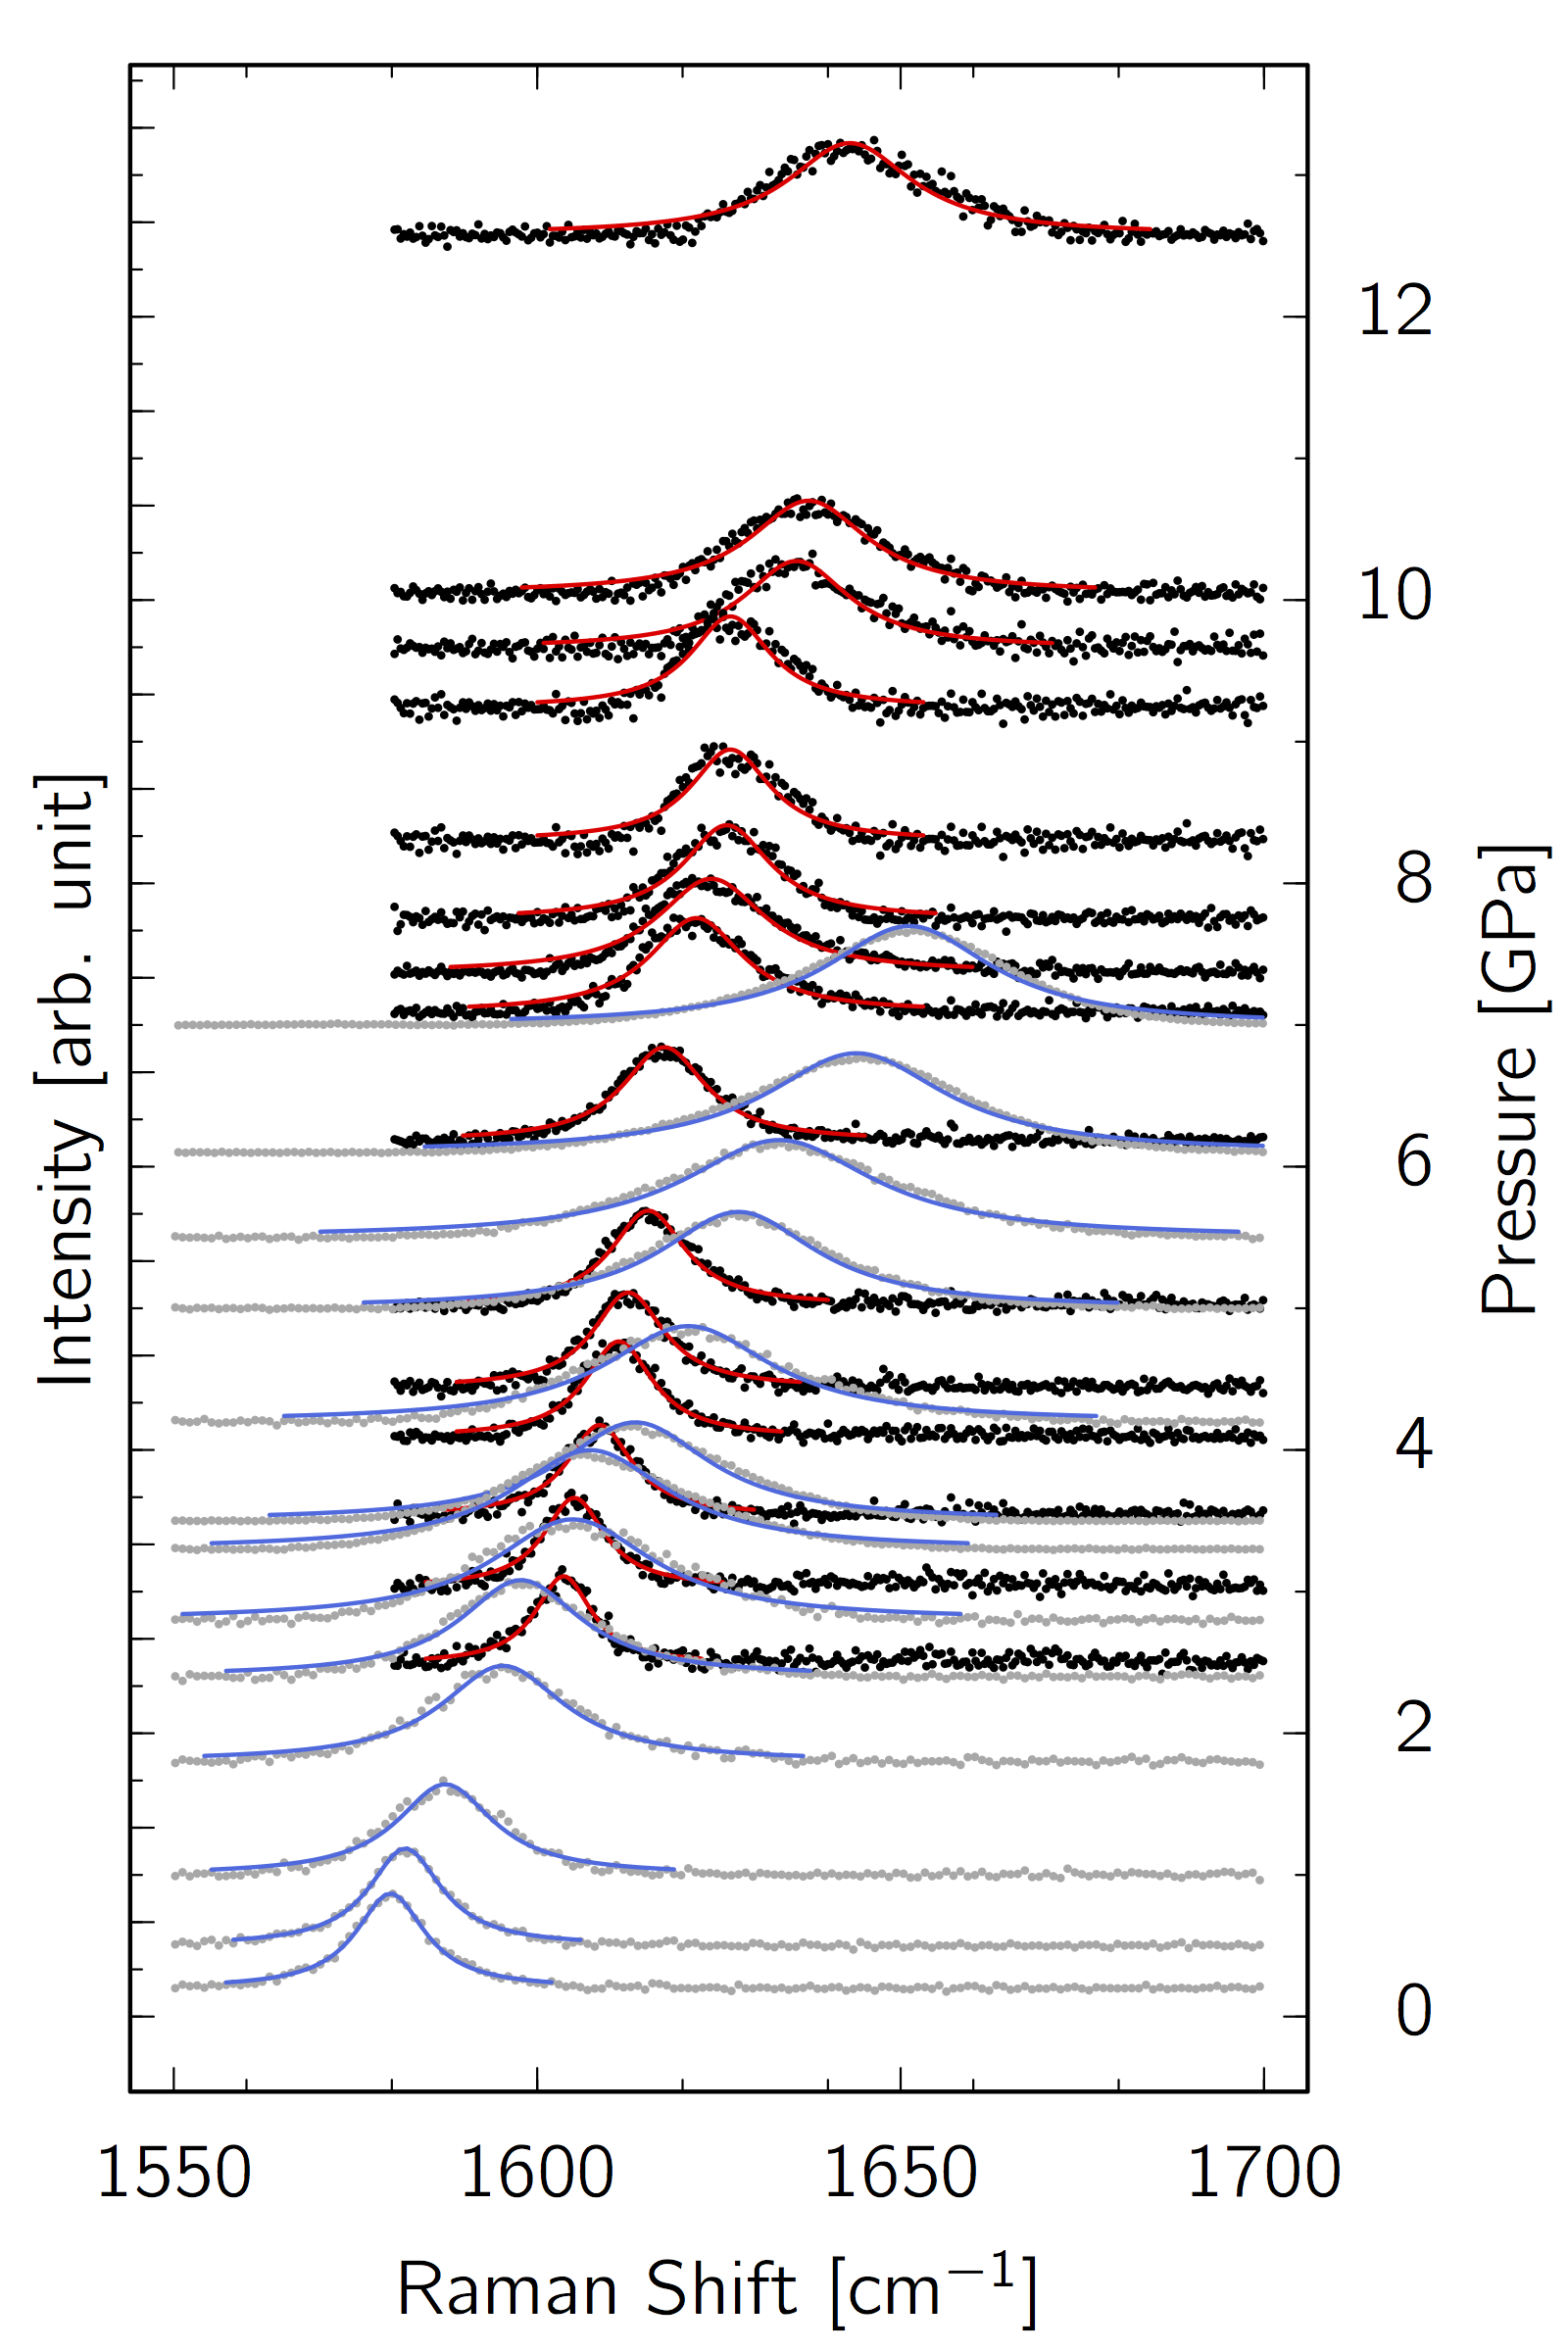 12
10
8
6
4
2
0
Intensity [arb. unit]
Pressure [GPa]
1550 1600 1650 1700
Raman Shift [cm⁻¹]